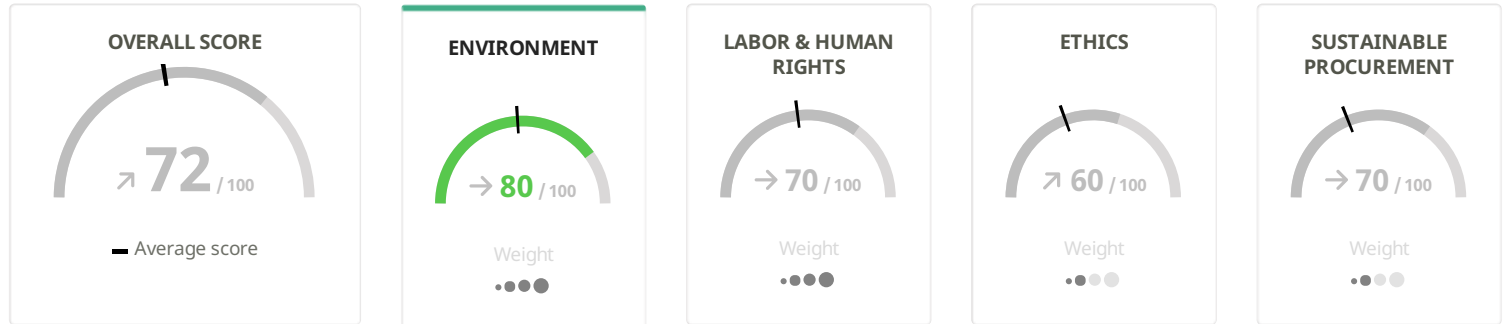 OVERALL SCORE
72 / 100
Average score
ENVIRONMENT
80 / 100
Weight
LABOR & HUMAN
RIGHTS
70 / 100
Weight
ETHICS
60 / 100
Weight
SUSTAINABLE
PROCUREMENT
70 / 100
Weight